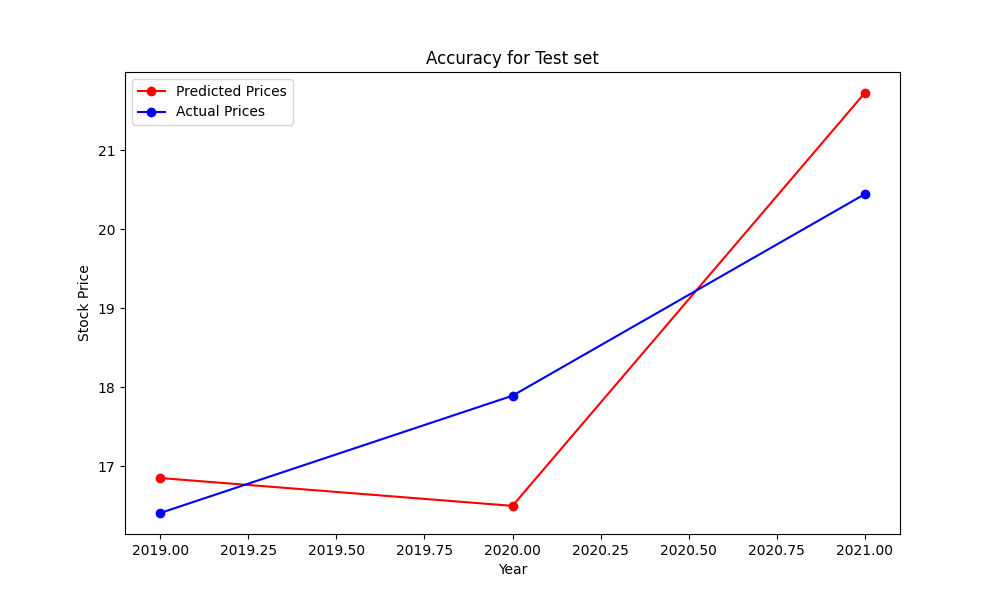 Accuracy for Test set
Predicted Prices
Actual Prices
21
20
19
18
17
Stock Price
2019.00 2019.25 2019.50 2019.75 2020.00 2020.25 2020.50 2020.75 2021.00
Year